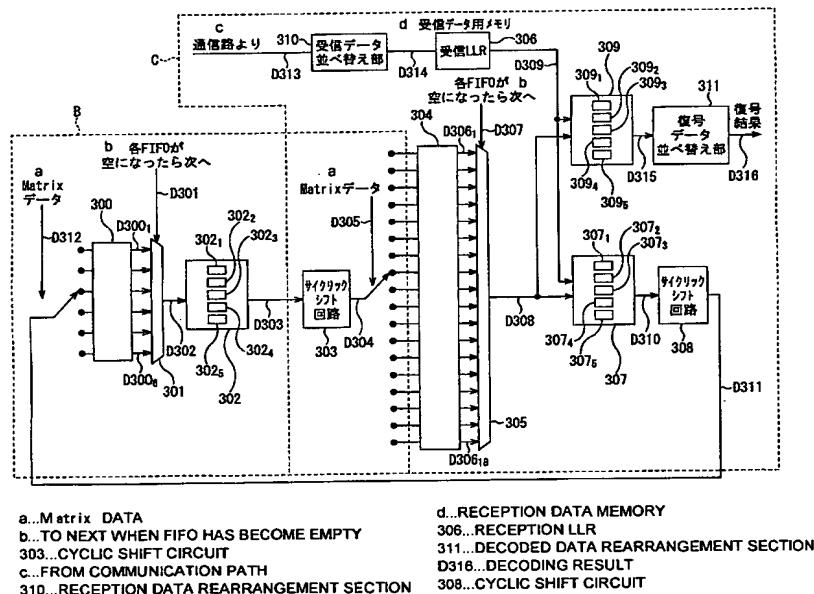 c
通信路より
C
D313
310
受信データ
並べ替え部
D314
d 受信データ用メモリ
306
受信LLR
D309
309
309₁
309₂
309₃
309₄
309₅
D315
311
復号
データ
並べ替え部
復号
結果
D316
B
a
Matrix
データ
D312
b 各FIFOが
空になったら次へ
D301
300
D300₁
D300₆
301
D302
302₁
302₂
302₃
302₄
302₅
302
D303
サイクリック
シフト
回路
303
D304
a
Matrixデータ
D305
304
D306₁
D306₁₈
各FIFOが b
空になったら次へ
D307
305
D308
307₁
307₂
307₃
307₄
307₅
307
D310
サイクリック
シフト
回路
308
D311
a...Matrix DATA
b...TO NEXT WHEN FIFO HAS BECOME EMPTY
303...CYCLIC SHIFT CIRCUIT
c...FROM COMMUNICATION PATH
310...RECEPTION DATA REARRANGEMENT SECTION
d...RECEPTION DATA MEMORY
306...RECEPTION LLR
311...DECODED DATA REARRANGEMENT SECTION
D316...DECODING RESULT
308...CYCLIC SHIFT CIRCUIT